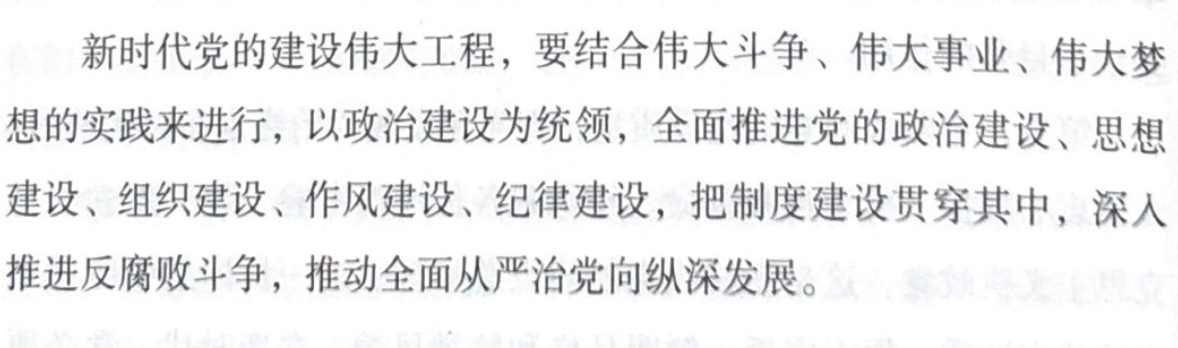 新时代党的建设伟大工程，要结合伟大斗争、伟大事业、伟大梦
想的实践来进行，以政治建设为统领，全面推进党的政治建设、思想
建设、组织建设、作风建设、纪律建设，把制度建设贯穿其中，深入
推进反腐败斗争，推动全面从严治党向纵深发展。